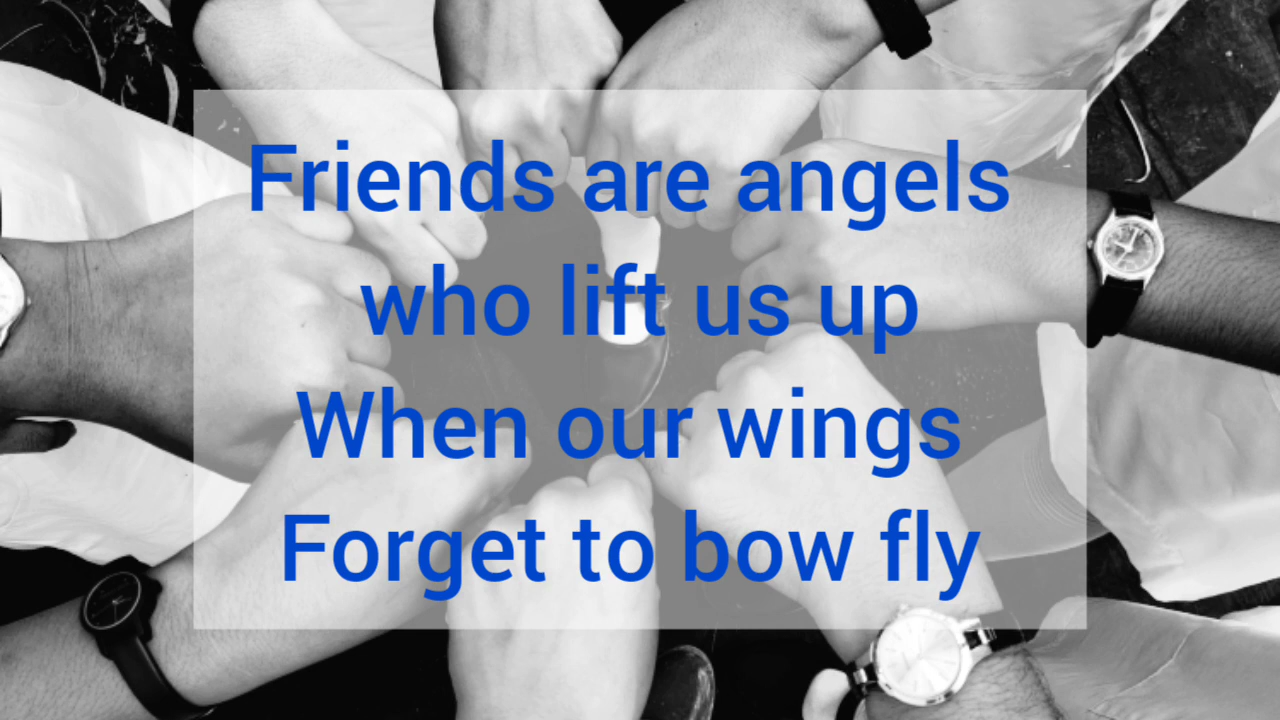 Friends are angels
who lift us up
When our wings
Forget to bow fly